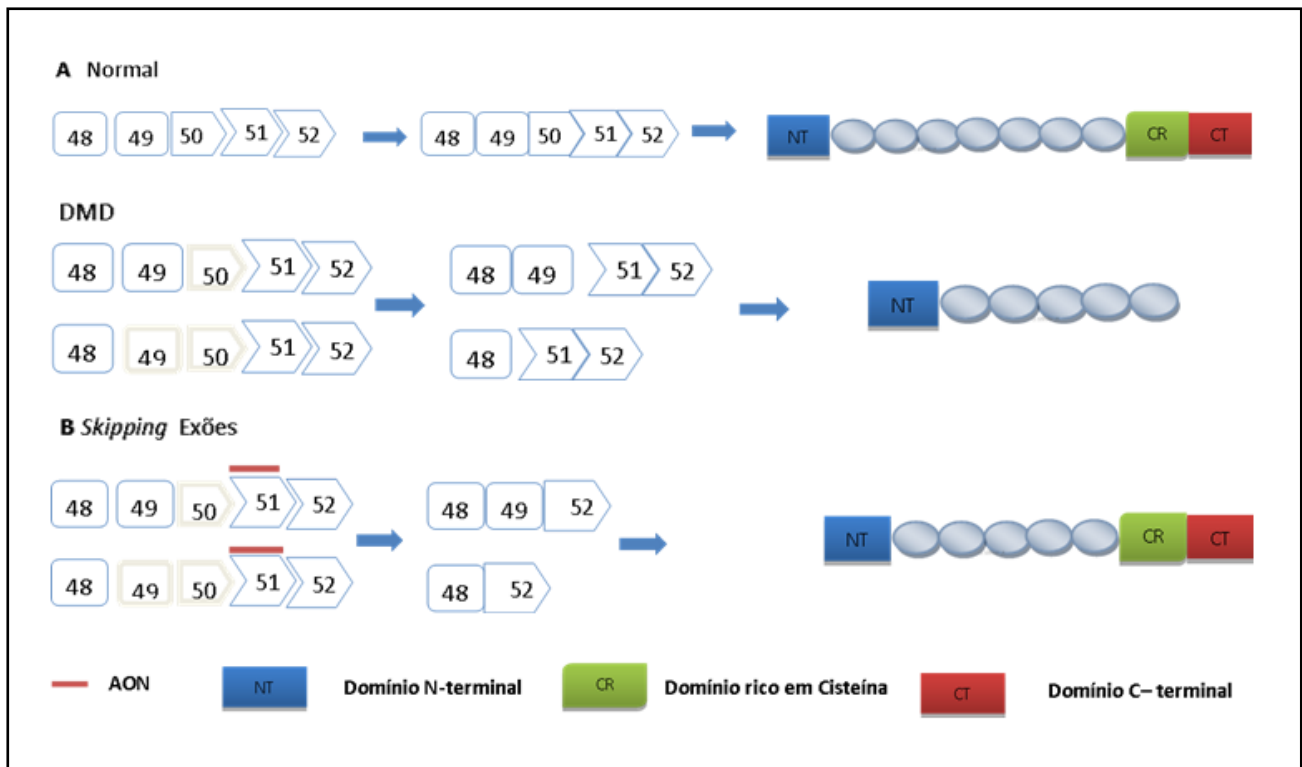 A Normal
48 49 50 51 52 48 49 50 51 52 NT CR CT
DMD
48 49 50 51 52 48 49 51 52 NT
48 49 50 51 52 48 51 52
B Skipping Exões
48 49 50 51 52 48 49 52 NT CR CT
48 49 50 51 52 48 52
AON NT Domínio N-terminal CR Domínio rico em Cisteína CT Domínio C– terminal